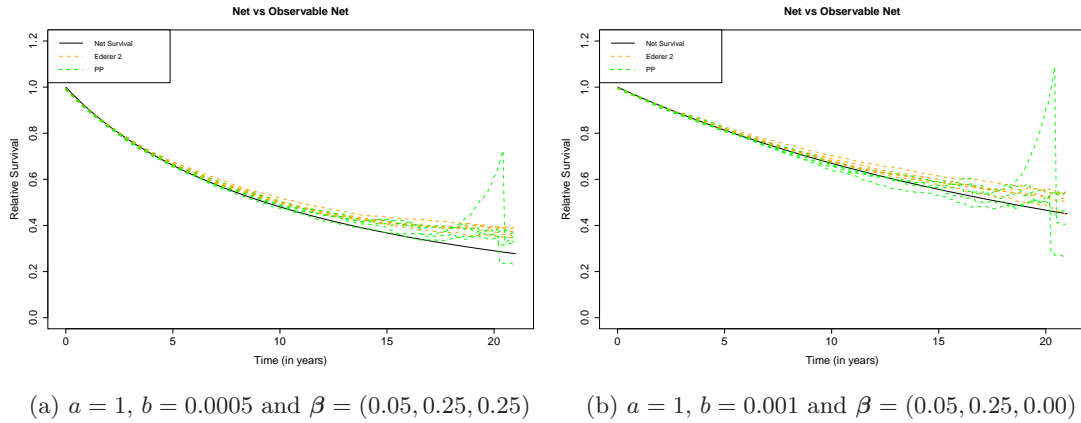 Net vs Observable Net
1.2
1.0
0.8
0.6
0.4
0.2
0.0
Relative Survival
Net Survival
Ederer 2
PP
0 5 10 15 20
Time (in years)
(a) a = 1, b = 0.0005 and β = (0.05, 0.25, 0.25)
Net vs Observable Net
1.2
1.0
0.8
0.6
0.4
0.2
0.0
Relative Survival
Net Survival
Ederer 2
PP
0 5 10 15 20
Time (in years)
(b) a = 1, b = 0.001 and β = (0.05, 0.25, 0.00)